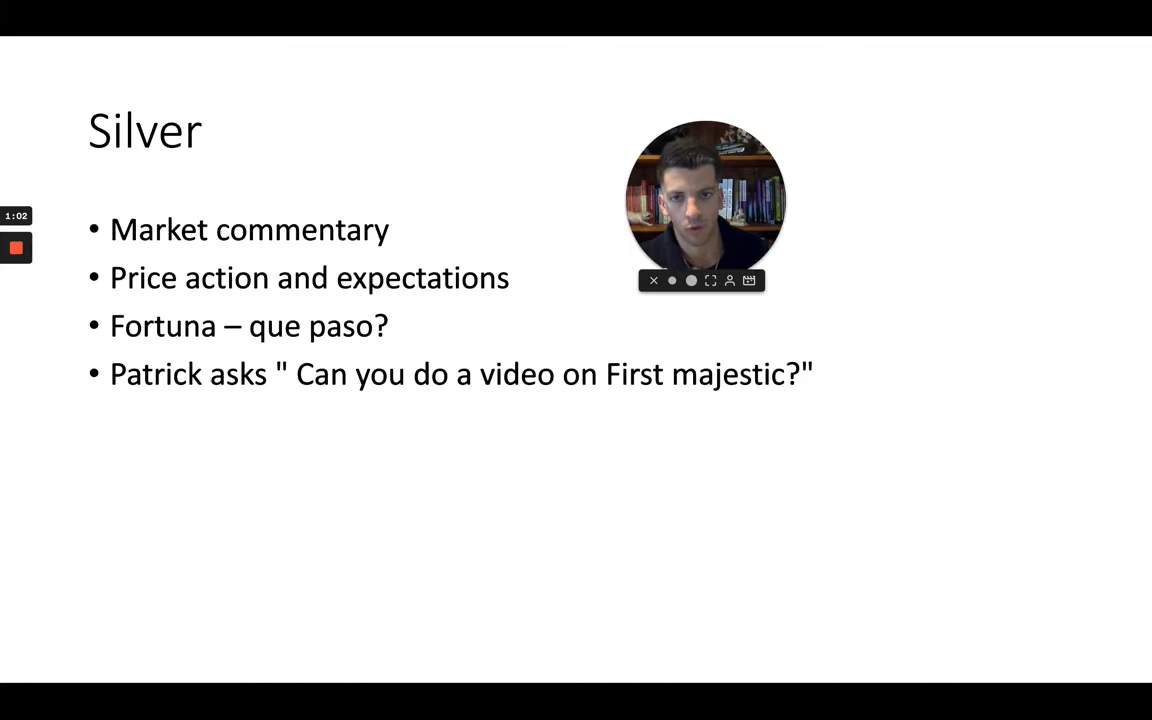 Silver
1:02
• Market commentary
• Price action and expectations
• Fortuna – que paso?
• Patrick asks " Can you do a video on First majestic?"